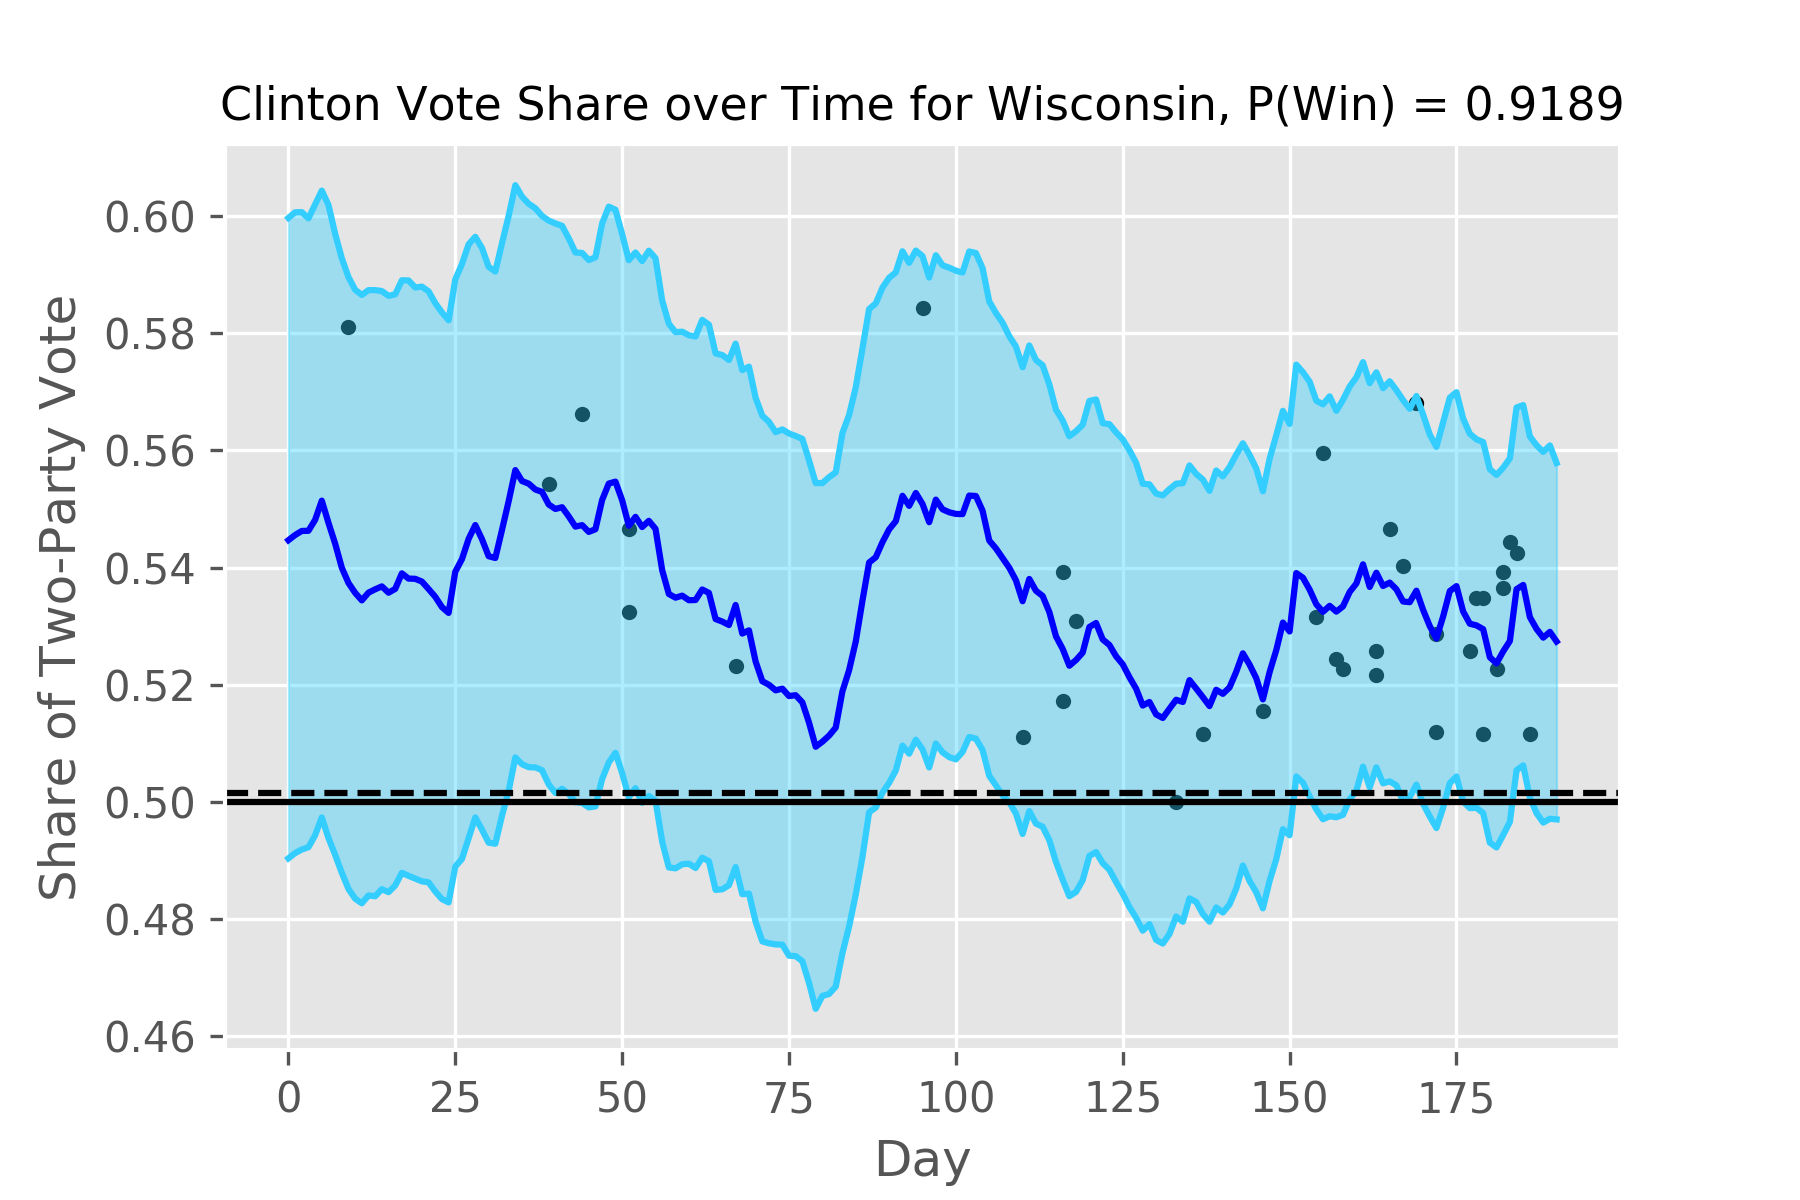 Clinton Vote Share over Time for Wisconsin, P(Win) = 0.9189
Share of Two-Party Vote
0.60
0.58
0.56
0.54
0.52
0.50
0.48
0.46
0 25 50 75 100 125 150 175
Day